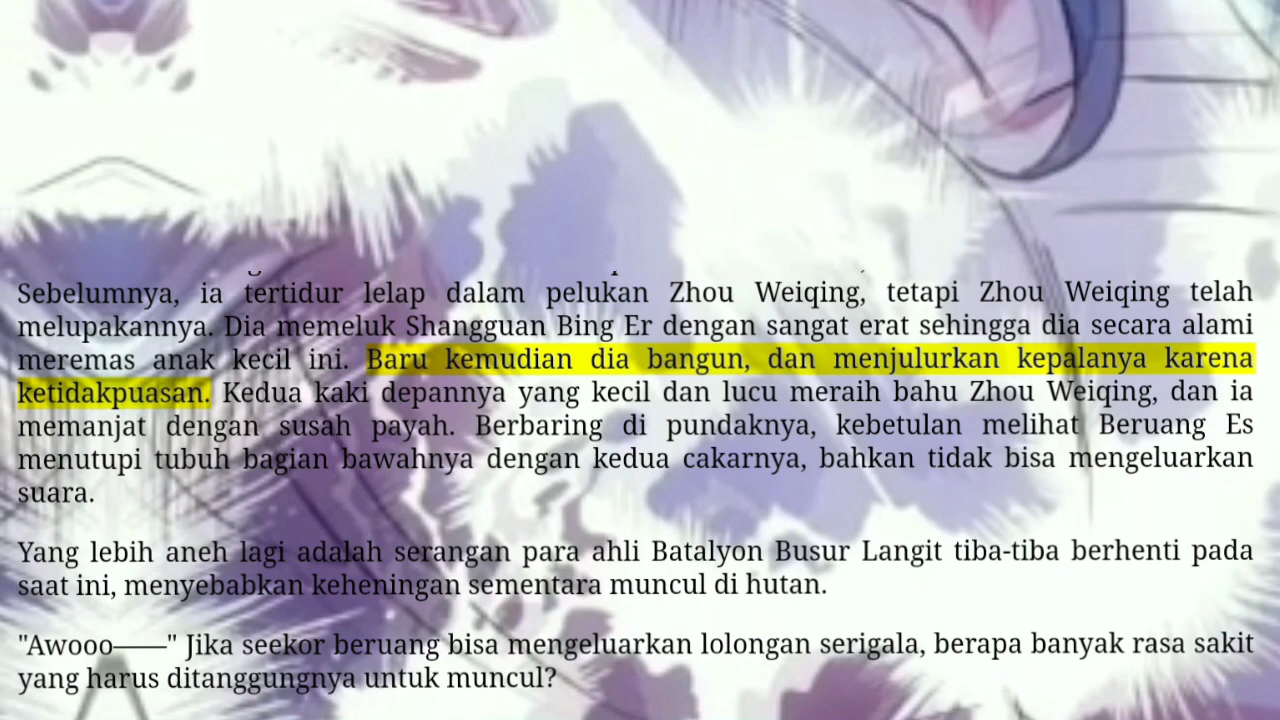 Sebelumnya, ia tertidur lelap dalam pelukan Zhou Weiqing, tetapi Zhou Weiqing telah
melupakannya. Dia memeluk Shangguan Bing Er dengan sangat erat sehingga dia secara alami
meremas anak kecil ini. Baru kemudian dia bangun, dan menjulurkan kepalanya karena
ketidakpuasan. Kedua kaki depannya yang kecil dan lucu meraih bahu Zhou Weiqing, dan ia
memanjat dengan susah payah. Berbaring di pundaknya, kebetulan melihat Beruang Es
menutupi tubuh bagian bawahnya dengan kedua cakarnya, bahkan tidak bisa mengeluarkan
suara.
Yang lebih aneh lagi adalah serangan para ahli Batalyon Busur Langit tiba-tiba berhenti pada
saat ini, menyebabkan keheningan sementara muncul di hutan.
"Awooo——" Jika seekor beruang bisa mengeluarkan lolongan serigala, berapa banyak rasa sakit
yang harus ditanggungnya untuk muncul?